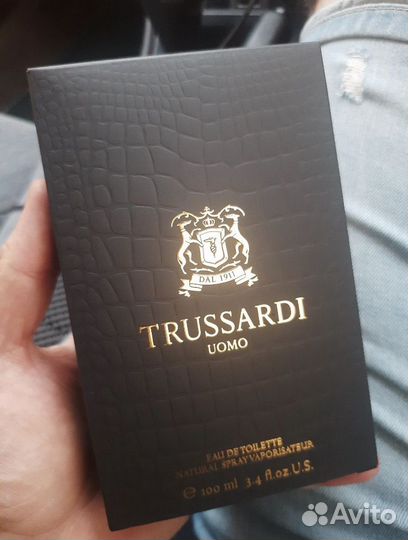 DAL 1911
TRUSSARDI
UOMO
EAU DE TOILETTE
NATURAL SPRAY VAPORISATEUR
e 100 ml 3.4 fl.oz.U.S.
Avito